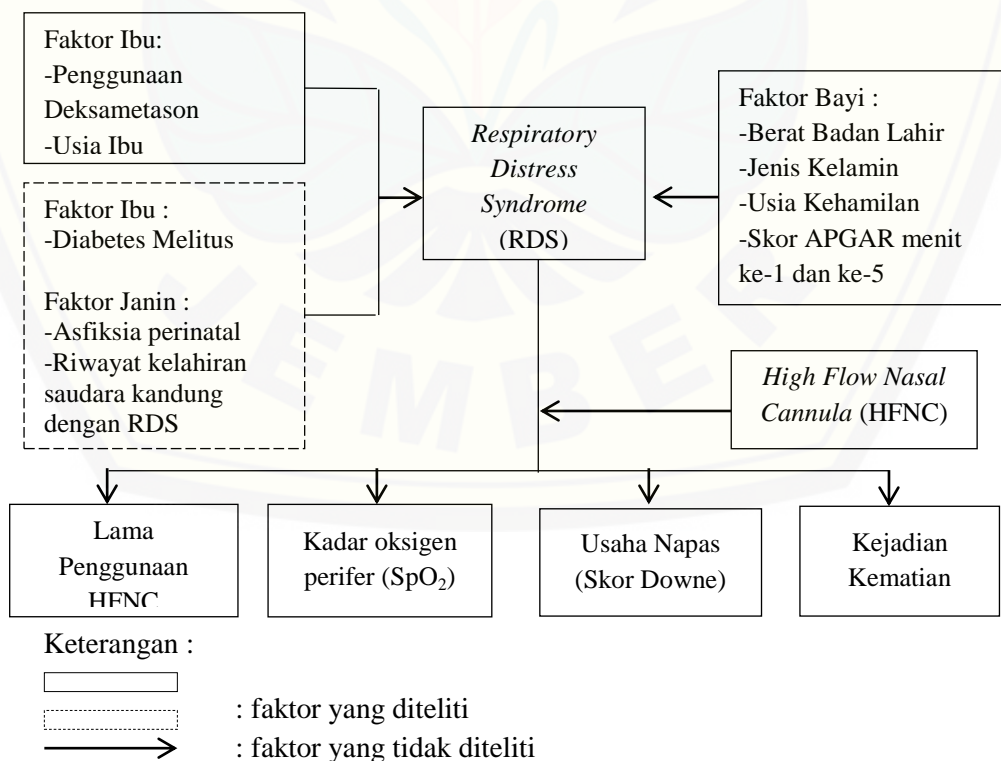 Faktor Ibu:
-Penggunaan
Deksametason
-Usia Ibu
Faktor Ibu :
-Diabetes Melitus
Faktor Janin :
-Asfiksia perinatal
-Riwayat kelahiran
saudara kandung
dengan RDS
Respiratory
Distress
Syndrome
(RDS)
Faktor Bayi :
-Berat Badan Lahir
-Jenis Kelamin
-Usia Kehamilan
-Skor APGAR menit
ke-1 dan ke-5
High Flow Nasal
Cannula (HFNC)
Lama
Penggunaan
HFNC
Kadar oksigen
perifer (SpO₂)
Usaha Napas
(Skor Downe)
Kejadian
Kematian
Keterangan :
: faktor yang diteliti
: faktor yang tidak diteliti
JEMBER